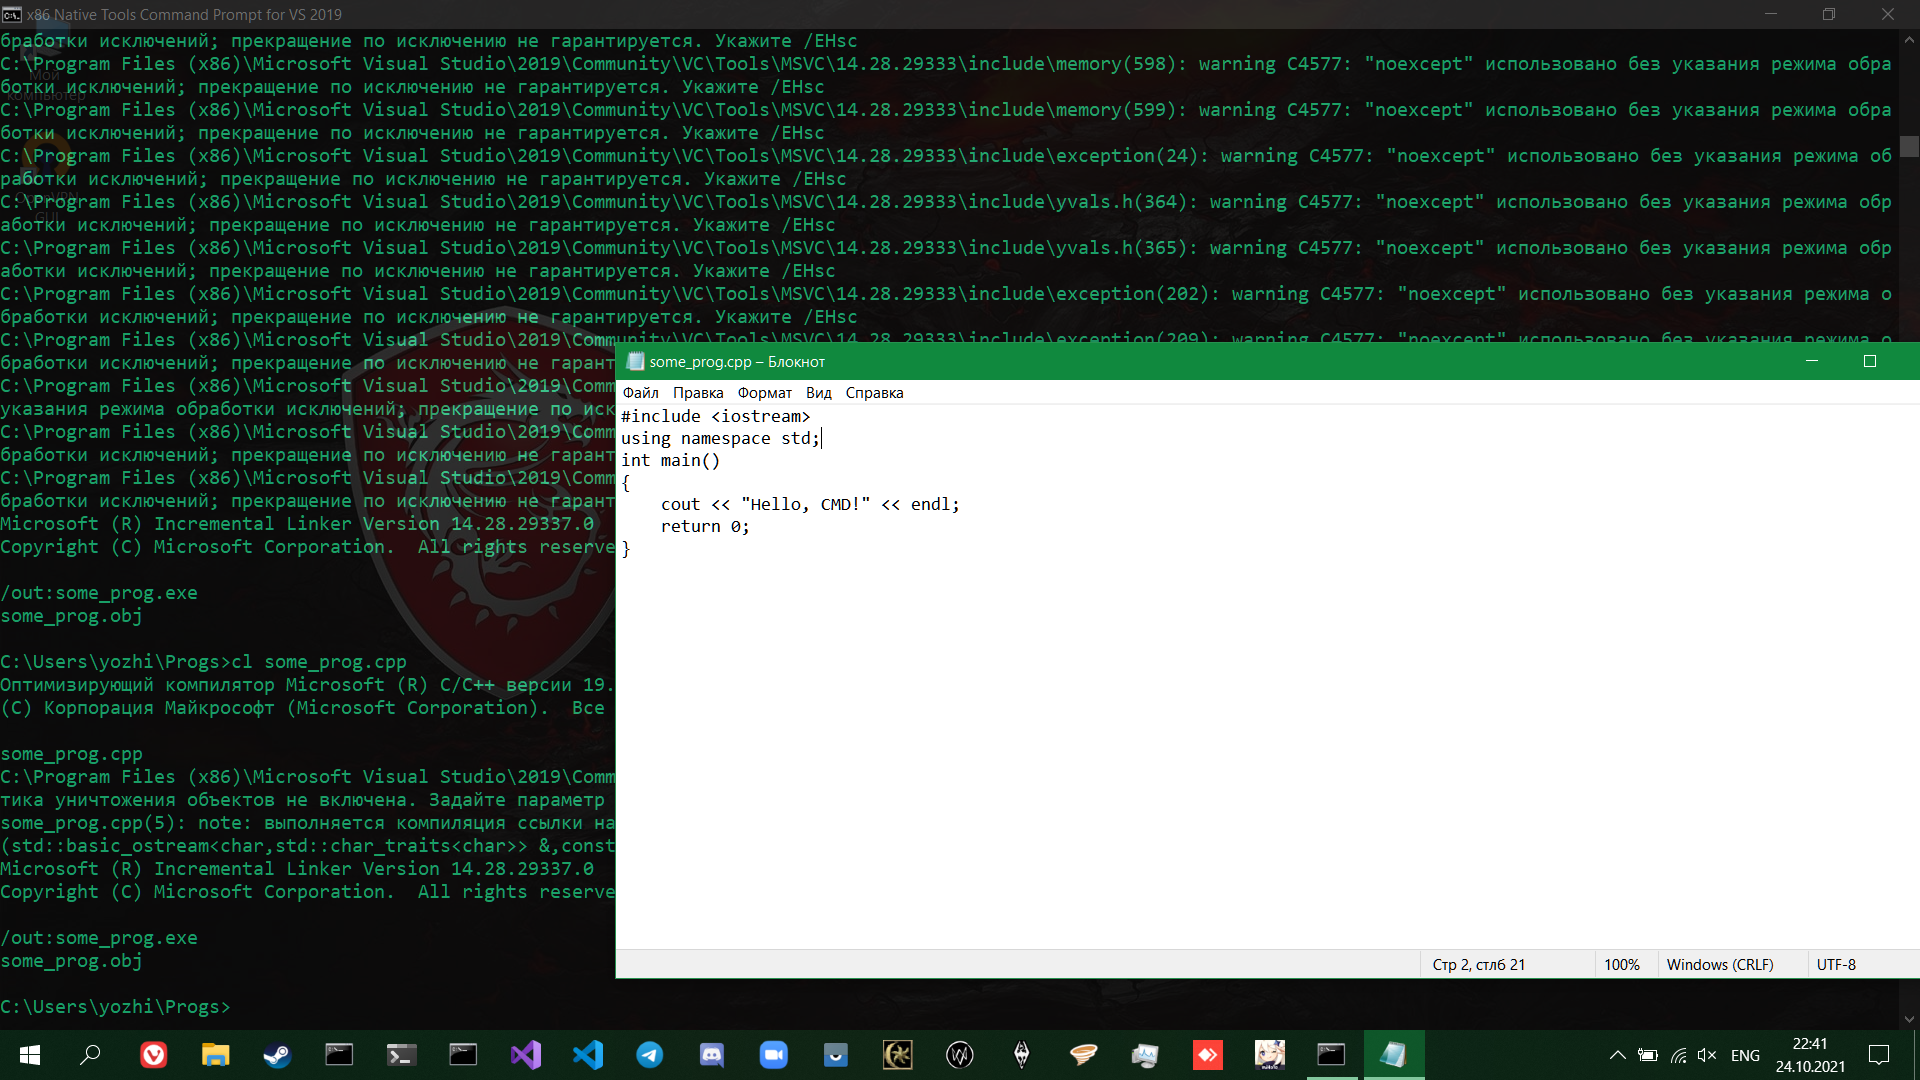 x86 Native Tools Command Prompt for VS 2019
бработки исключений; прекращение по исключению не гарантируется. Укажите /EHsc
C:\Program Files (x86)\Microsoft Visual Studio\2019\Community\VC\Tools\MSVC\14.28.29333\include\memory(598): warning C4577: "noexcept" использовано без указания режима обра
ботки исключений; прекращение по исключению не гарантируется. Укажите /EHsc
C:\Program Files (x86)\Microsoft Visual Studio\2019\Community\VC\Tools\MSVC\14.28.29333\include\memory(599): warning C4577: "noexcept" использовано без указания режима обра
ботки исключений; прекращение по исключению не гарантируется. Укажите /EHsc
C:\Program Files (x86)\Microsoft Visual Studio\2019\Community\VC\Tools\MSVC\14.28.29333\include\exception(24): warning C4577: "noexcept" использовано без указания режима об
работки исключений; прекращение по исключению не гарантируется. Укажите /EHsc
C:\Program Files (x86)\Microsoft Visual Studio\2019\Community\VC\Tools\MSVC\14.28.29333\include\yvals.h(364): warning C4577: "noexcept" использовано без указания режима обр
аботки исключений; прекращение по исключению не гарантируется. Укажите /EHsc
C:\Program Files (x86)\Microsoft Visual Studio\2019\Community\VC\Tools\MSVC\14.28.29333\include\yvals.h(365): warning C4577: "noexcept" использовано без указания режима обр
аботки исключений; прекращение по исключению не гарантируется. Укажите /EHsc
C:\Program Files (x86)\Microsoft Visual Studio\2019\Community\VC\Tools\MSVC\14.28.29333\include\exception(202): warning C4577: "noexcept" использовано без указания режима о
бработки исключений; прекращение по исключению не гарантируется. Укажите /EHsc
C:\Program Files (x86)\Microsoft Visual Studio\2019\Community\VC\Tools\MSVC\14.28.29333\include\exception(209): warning C4577: "noexcept" использовано без указания режима о
бработки исключений; прекращение по исключению не гарант
C:\Program Files (x86)\Microsoft Visual Studio\2019\Comm
указания режима обработки исключений; прекращение по иск
C:\Program Files (x86)\Microsoft Visual Studio\2019\Comm
бработки исключений; прекращение по исключению не гарант
C:\Program Files (x86)\Microsoft Visual Studio\2019\Comm
бработки исключений; прекращение по исключению не гарант
Microsoft (R) Incremental Linker Version 14.28.29337.0
Copyright (C) Microsoft Corporation.  All rights reserve
/out:some_prog.exe
some_prog.obj
C:\Users\yozhi\Progs>cl some_prog.cpp
Оптимизирующий компилятор Microsoft (R) C/C++ версии 19.
(C) Корпорация Майкрософт (Microsoft Corporation).  Все
some_prog.cpp
C:\Program Files (x86)\Microsoft Visual Studio\2019\Comm
тика уничтожения объектов не включена. Задайте параметр
some_prog.cpp(5): note: выполняется компиляция ссылки на
(std::basic_ostream<char,std::char_traits<char>> &,const
Microsoft (R) Incremental Linker Version 14.28.29337.0
Copyright (C) Microsoft Corporation.  All rights reserve
/out:some_prog.exe
some_prog.obj
C:\Users\yozhi\Progs>
some_prog.cpp – Блокнот
Файл Правка Формат Вид Справка
#include <iostream>
using namespace std;
int main()
{
    cout << "Hello, CMD!" << endl;
    return 0;
}
Стр 2, стлб 21 100% Windows (CRLF) UTF-8
ENG 22:41
24.10.2021